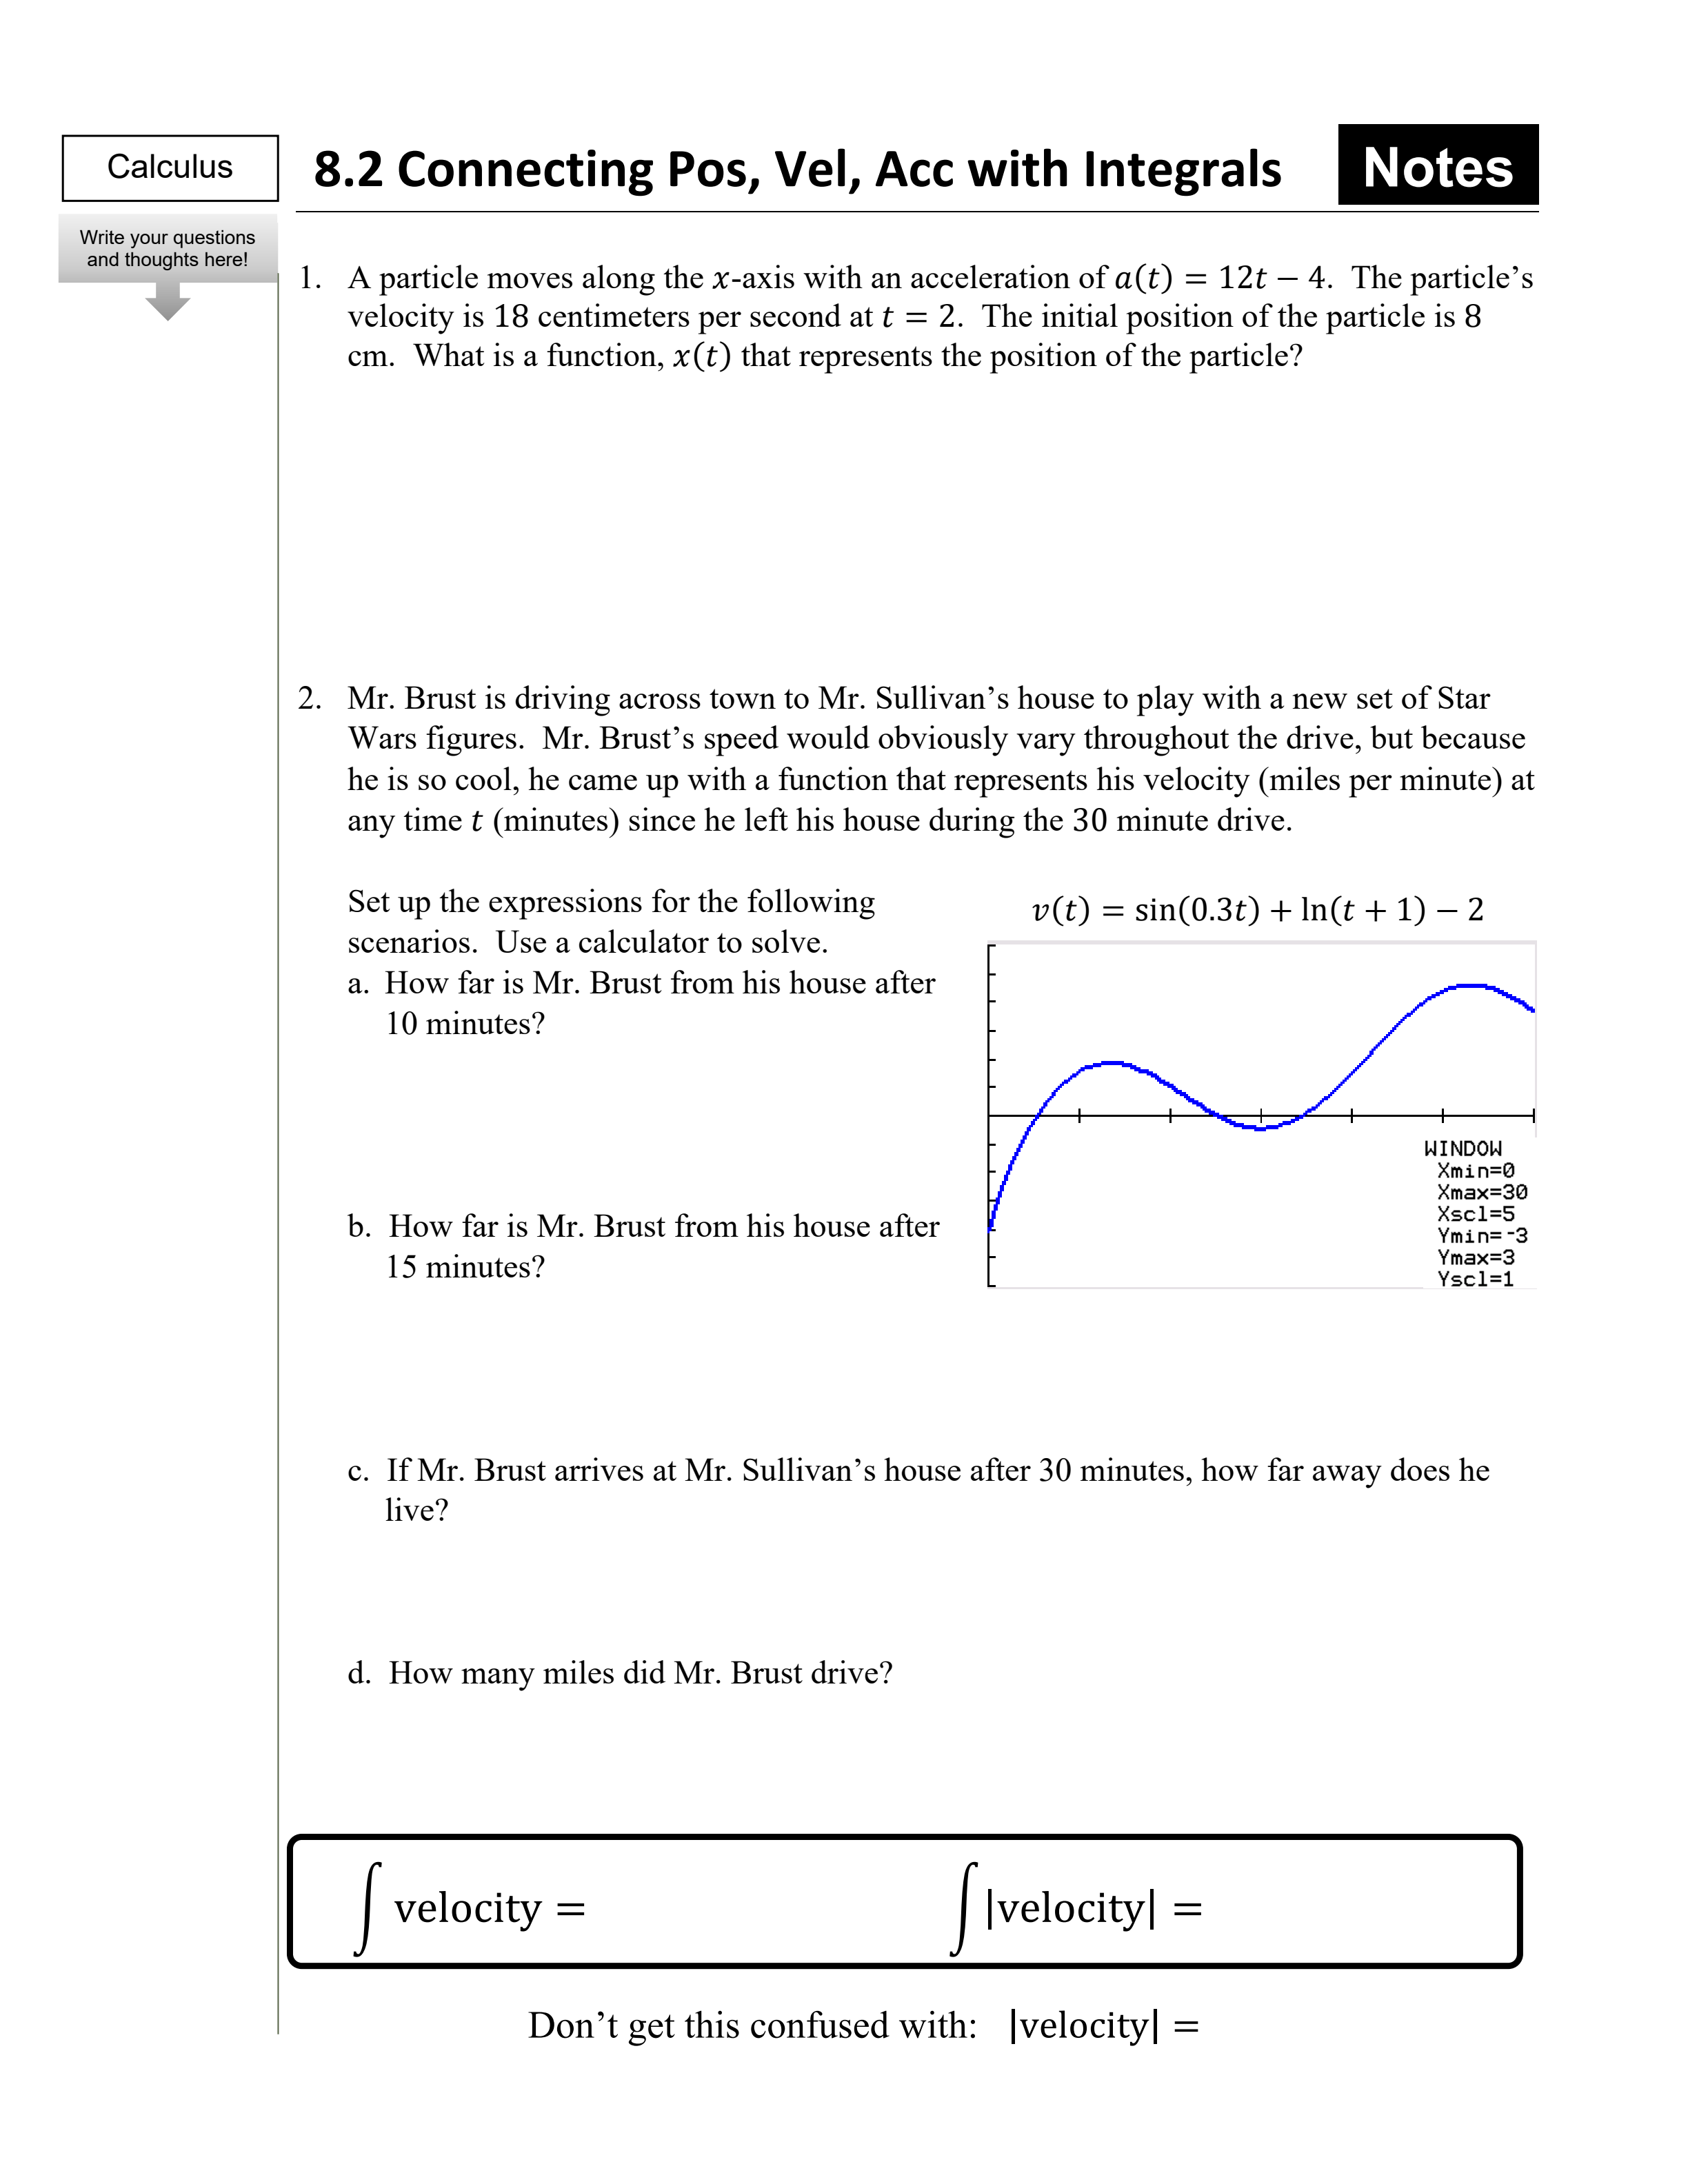 Calculus
8.2 Connecting Pos, Vel, Acc with Integrals
Notes
Write your questions
and thoughts here!
1. A particle moves along the 𝑥-axis with an acceleration of 𝑎(𝑡) = 12𝑡 − 4. The particle’s
velocity is 18 centimeters per second at 𝑡 = 2. The initial position of the particle is 8
cm. What is a function, 𝑥(𝑡) that represents the position of the particle?
2. Mr. Brust is driving across town to Mr. Sullivan’s house to play with a new set of Star
Wars figures. Mr. Brust’s speed would obviously vary throughout the drive, but because
he is so cool, he came up with a function that represents his velocity (miles per minute) at
any time 𝑡 (minutes) since he left his house during the 30 minute drive.
Set up the expressions for the following
scenarios. Use a calculator to solve.
a. How far is Mr. Brust from his house after
10 minutes?
𝑣(𝑡) = sin(0.3𝑡) + ln(𝑡 + 1) − 2
WINDOW
Xmin=0
Xmax=30
Xscl=5
Ymin=-3
Ymax=3
Yscl=1
b. How far is Mr. Brust from his house after
15 minutes?
c. If Mr. Brust arrives at Mr. Sullivan’s house after 30 minutes, how far away does he
live?
d. How many miles did Mr. Brust drive?
∫ velocity =
∫ |velocity| =
Don’t get this confused with: |velocity| =